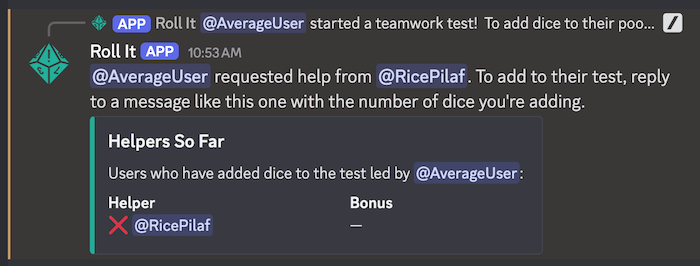 APP Roll It @AverageUser started a teamwork test! To add dice to their poo...
Roll It APP 10:53 AM
@AverageUser requested help from @RicePilaf. To add to their test, reply
to a message like this one with the number of dice you're adding.
Helpers So Far
Users who have added dice to the test led by @AverageUser:
Helper Bonus
❌ @RicePilaf —